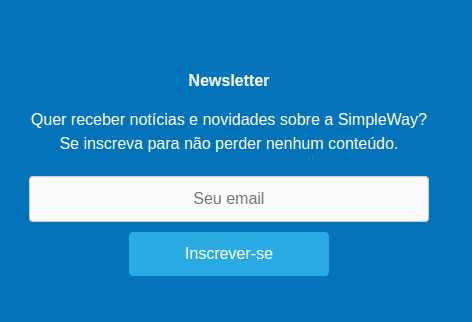 Newsletter
Quer receber notícias e novidades sobre a SimpleWay?
Se inscreva para não perder nenhum conteúdo.
Seu email
Inscrever-se